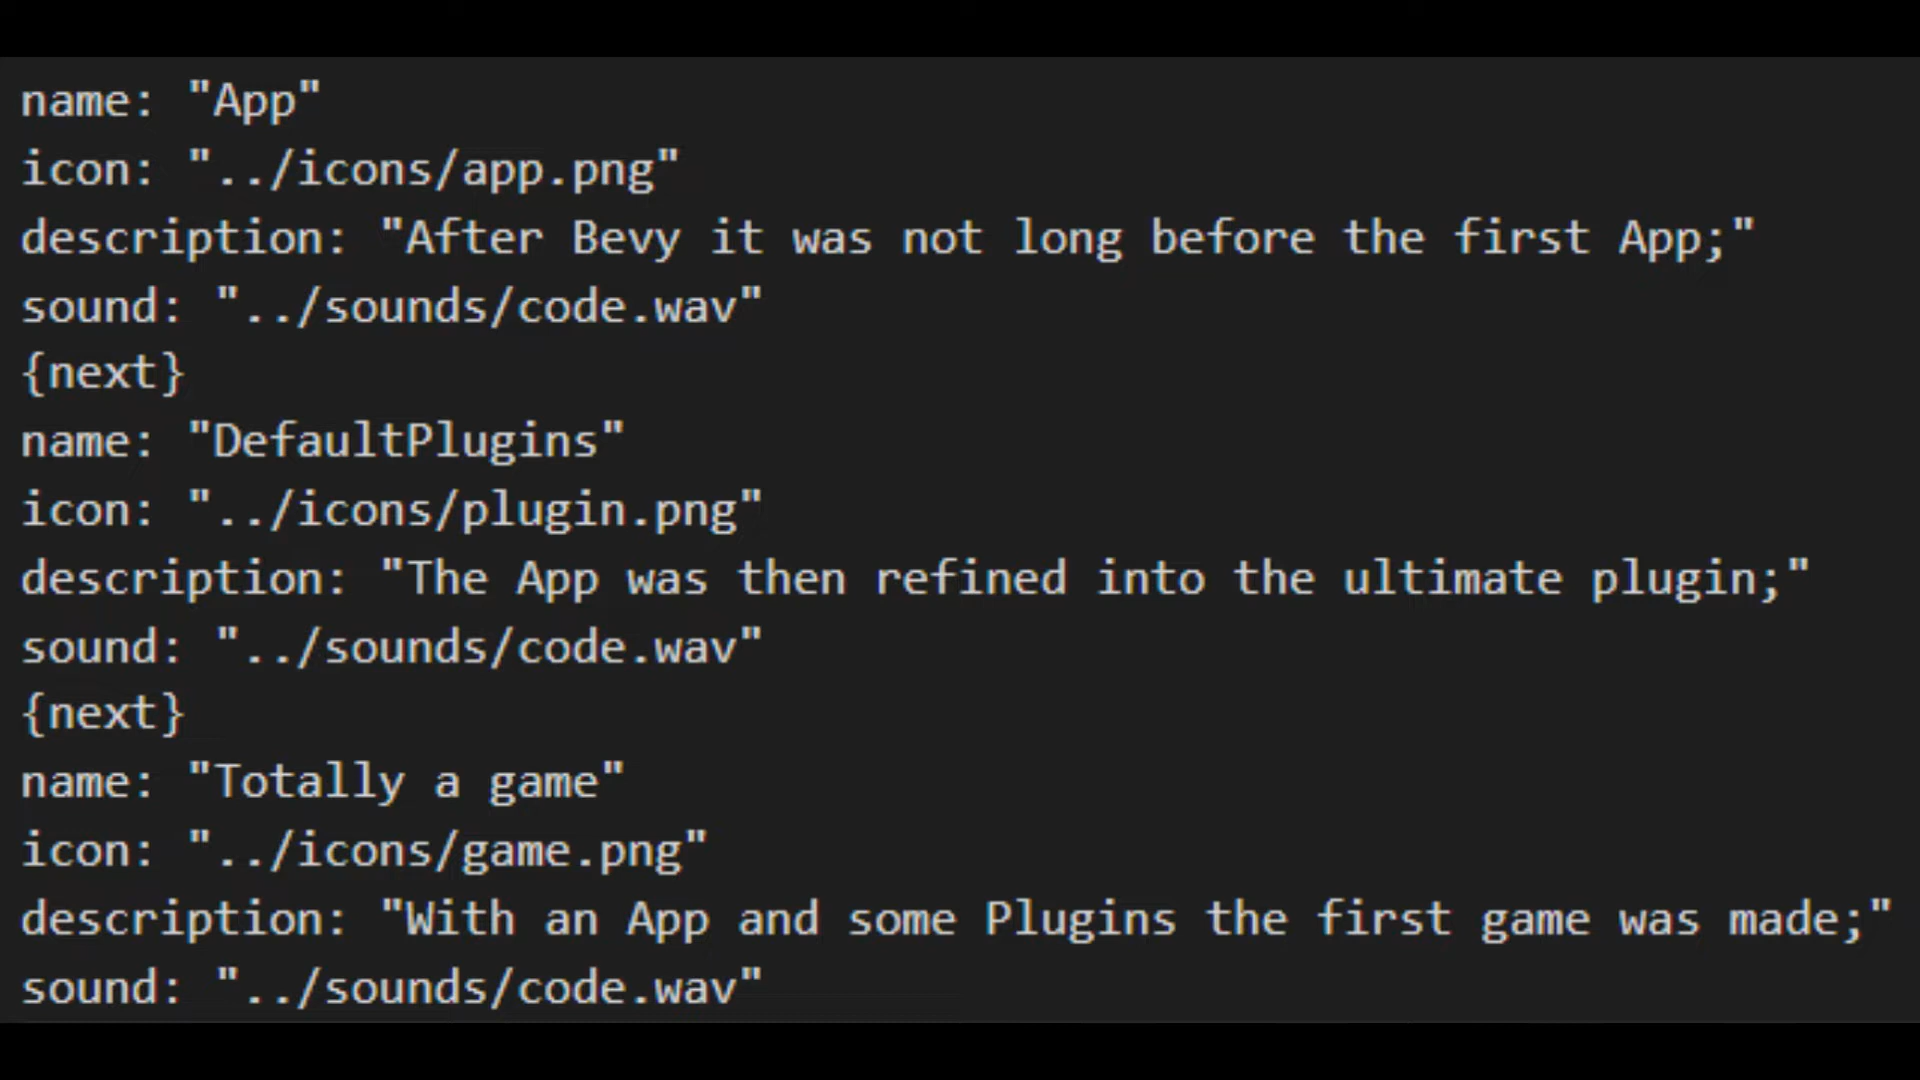 name: "App"
icon: "../icons/app.png"
description: "After Bevy it was not long before the first App;"
sound: "../sounds/code.wav"
{next}
name: "DefaultPlugins"
icon: "../icons/plugin.png"
description: "The App was then refined into the ultimate plugin;"
sound: "../sounds/code.wav"
{next}
name: "Totally a game"
icon: "../icons/game.png"
description: "With an App and some Plugins the first game was made;"
sound: "../sounds/code.wav"